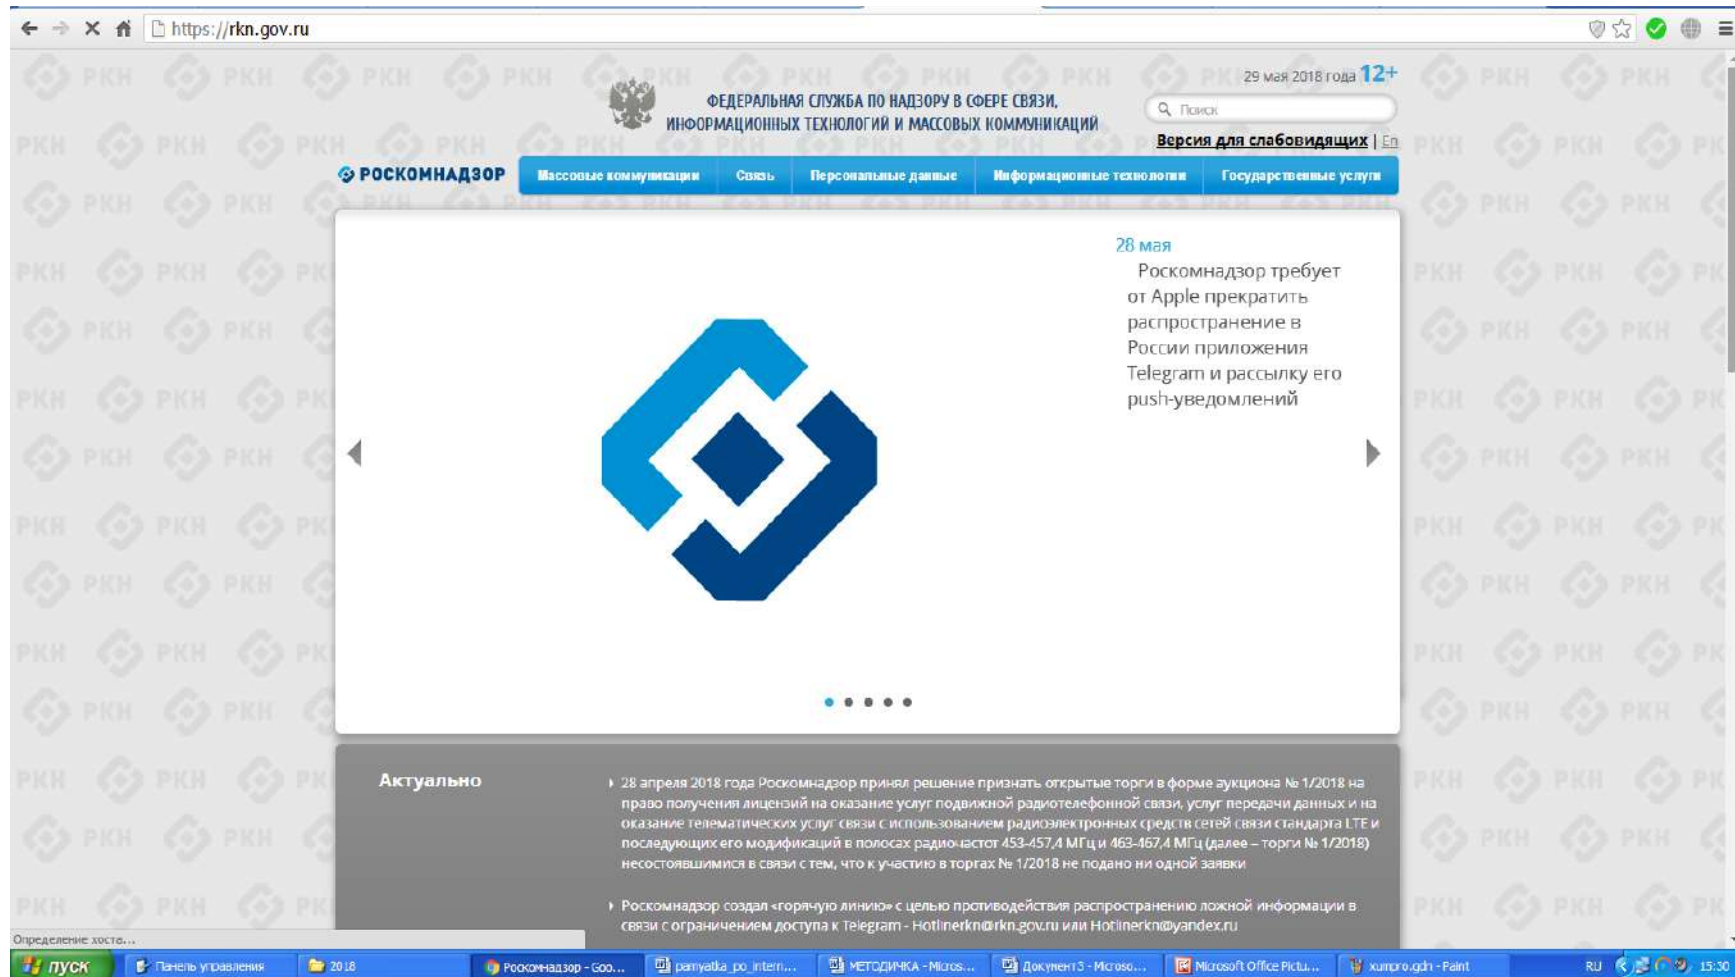 https://rkn.gov.ru
29 мая 2018 года 12+
ФЕДЕРАЛЬНАЯ СЛУЖБА ПО НАДЗОРУ В СФЕРЕ СВЯЗИ,
ИНФОРМАЦИОННЫХ ТЕХНОЛОГИЙ И МАССОВЫХ КОММУНИКАЦИЙ
Поиск
Версия для слабовидящих | En
РОСКОМНАДЗОР
Массовые коммуникации Связь Персональные данные Информационные технологии Государственные услуги
28 мая
Роскомнадзор требует
от Apple прекратить
распространение в
России приложения
Telegram и рассылку его
push-уведомлений
Актуально
28 апреля 2018 года Роскомнадзор принял решение признать открытые торги в форме аукциона № 1/2018 на
право получения лицензий на оказание услуг подвижной радиотелефонной связи, услуг передачи данных и на
оказание телематических услуг связи с использованием радиоэлектронных средств сетей связи стандарта LTE и
последующих его модификаций в полосах радиочастот 453-457,4 МГц и 463-467,4 МГц (далее – торги № 1/2018)
несостоявшимися в связи с тем, что к участию в торгах № 1/2018 не подано ни одной заявки
Роскомнадзор создал «горячую линию» с целью противодействия распространению ложной информации в
связи с ограничением доступа к Telegram - Hotlinerkn@rkn.gov.ru или Hotlinerkn@yandex.ru
Определение хоста...
пуск Панель управления 2018 Роскомнадзор - Goo... pamyatka_po_intern... МЕТОДИЧКА - Micros... Документ3 - Microso... Microsoft Office Pictu... xumpro.gdn - Paint RU 15:30